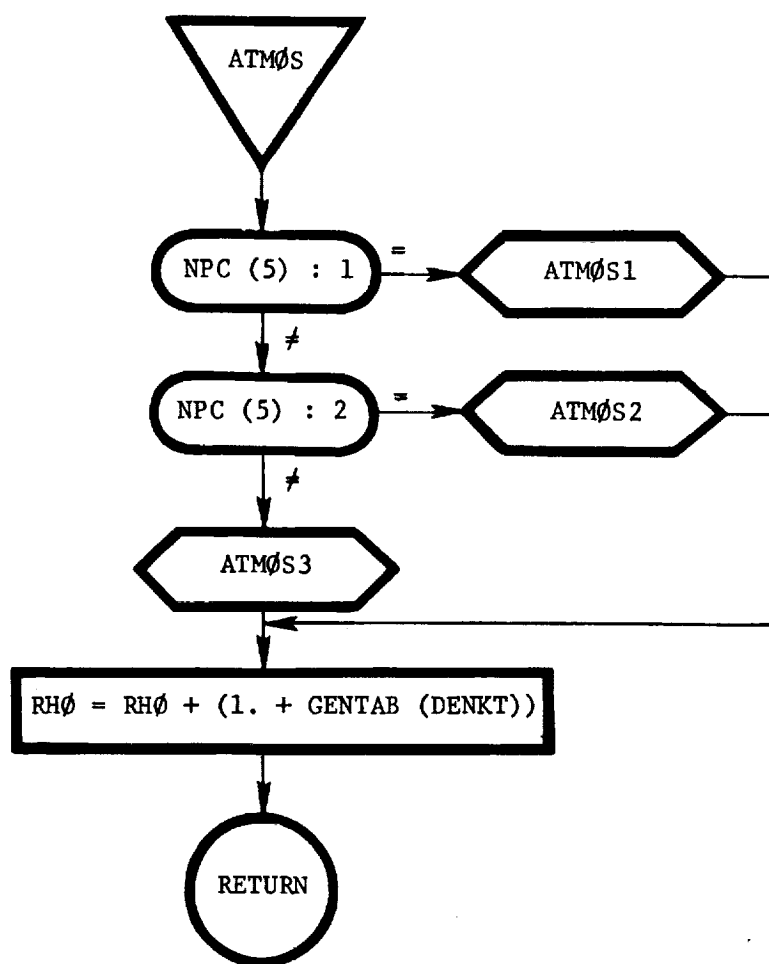 ATMØS
NPC (5) : 1
=
ATMØS1
≠
NPC (5) : 2
=
ATMØS2
≠
ATMØS3
RHØ = RHØ + (1. + GENTAB (DENKT))
RETURN